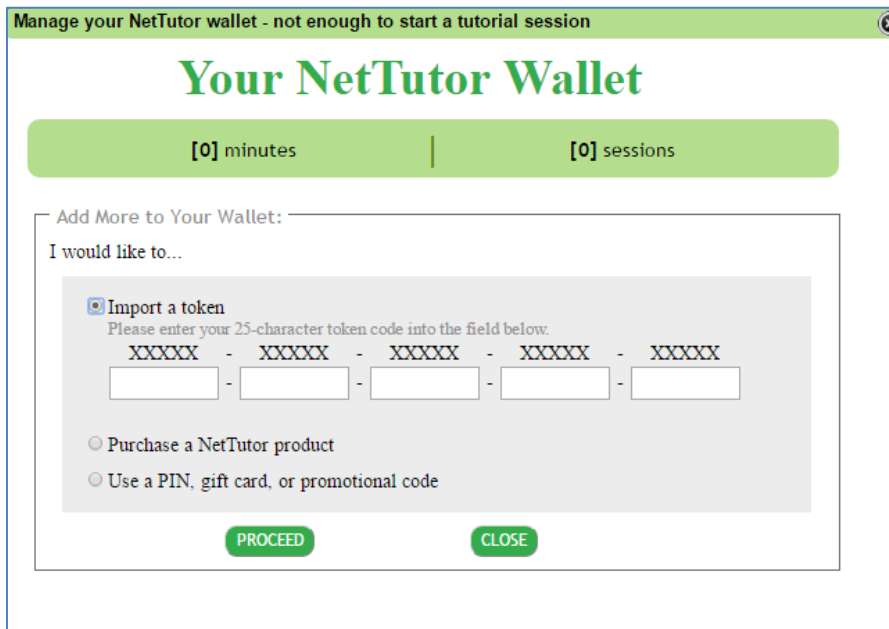 Manage your NetTutor wallet - not enough to start a tutorial session
Your NetTutor Wallet
[0] minutes | [0] sessions
Add More to Your Wallet:
I would like to...
Import a token
Please enter your 25-character token code into the field below.
XXXXX - XXXXX - XXXXX - XXXXX - XXXXX
- - - -
Purchase a NetTutor product
Use a PIN, gift card, or promotional code
PROCEED CLOSE